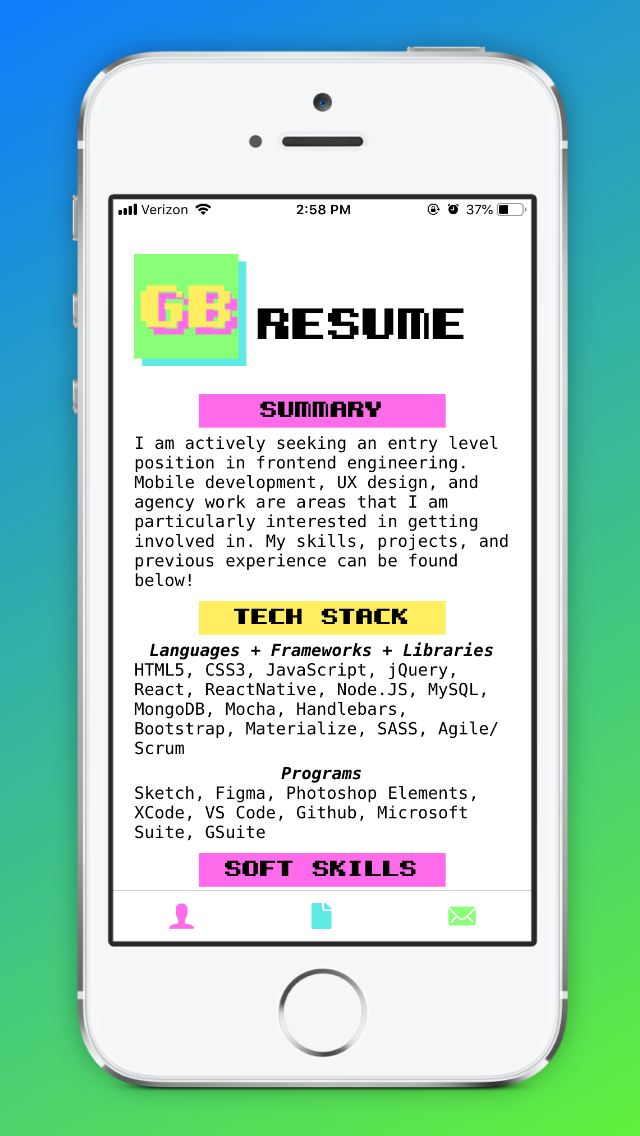 Verizon 2:58 PM 37%
GB
RESUME
SUMMARY
I am actively seeking an entry level
position in frontend engineering.
Mobile development, UX design, and
agency work are areas that I am
particularly interested in getting
involved in. My skills, projects, and
previous experience can be found
below!
TECH STACK
Languages + Frameworks + Libraries
HTML5, CSS3, JavaScript, jQuery,
React, ReactNative, Node.JS, MySQL,
MongoDB, Mocha, Handlebars,
Bootstrap, Materialize, SASS, Agile/
Scrum
Programs
Sketch, Figma, Photoshop Elements,
XCode, VS Code, Github, Microsoft
Suite, GSuite
SOFT SKILLS